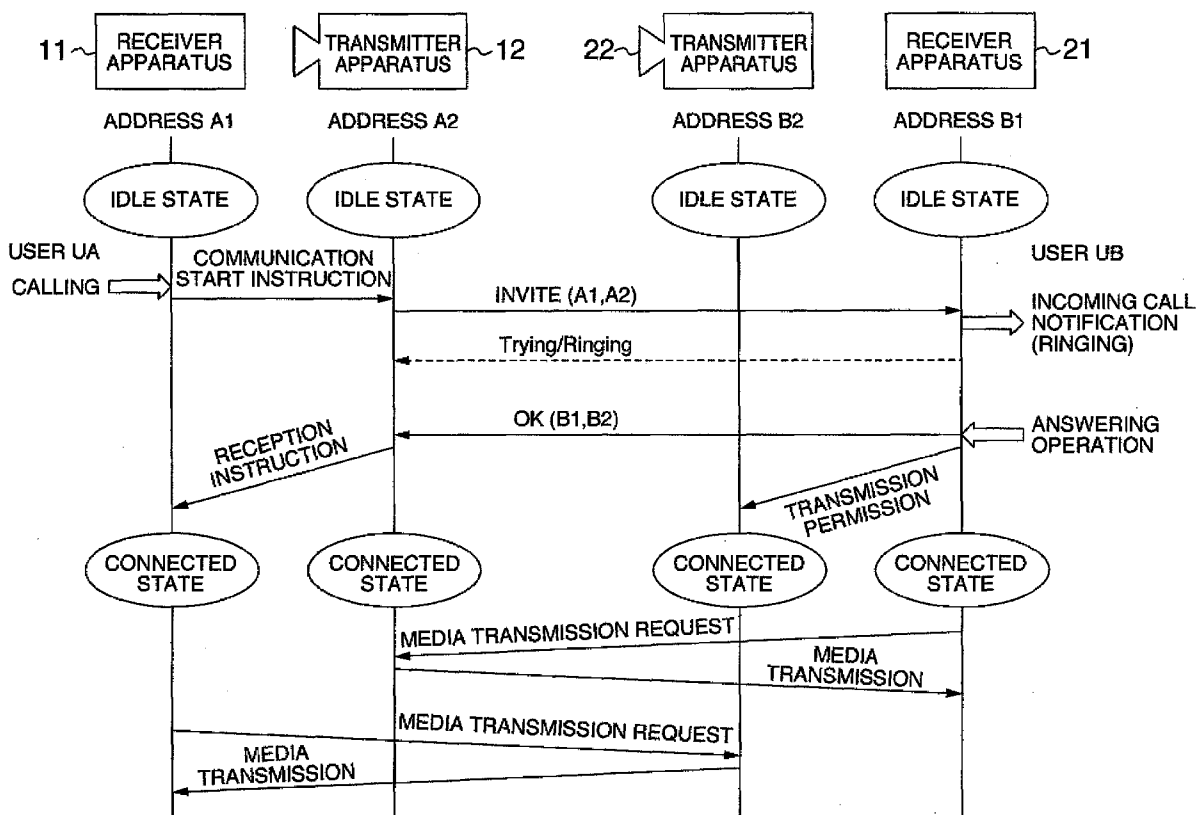 11
RECEIVER
APPARATUS
TRANSMITTER
APPARATUS
12
22
TRANSMITTER
APPARATUS
RECEIVER
APPARATUS
21
ADDRESS A1
ADDRESS A2
ADDRESS B2
ADDRESS B1
IDLE STATE
IDLE STATE
IDLE STATE
IDLE STATE
USER UA
CALLING
COMMUNICATION
START INSTRUCTION
USER UB
INVITE (A1,A2)
INCOMING CALL
NOTIFICATION
(RINGING)
Trying/Ringing
OK (B1,B2)
ANSWERING
OPERATION
RECEPTION
INSTRUCTION
TRANSMISSION
PERMISSION
CONNECTED
STATE
CONNECTED
STATE
CONNECTED
STATE
CONNECTED
STATE
MEDIA TRANSMISSION REQUEST
MEDIA
TRANSMISSION
MEDIA TRANSMISSION REQUEST
MEDIA
TRANSMISSION